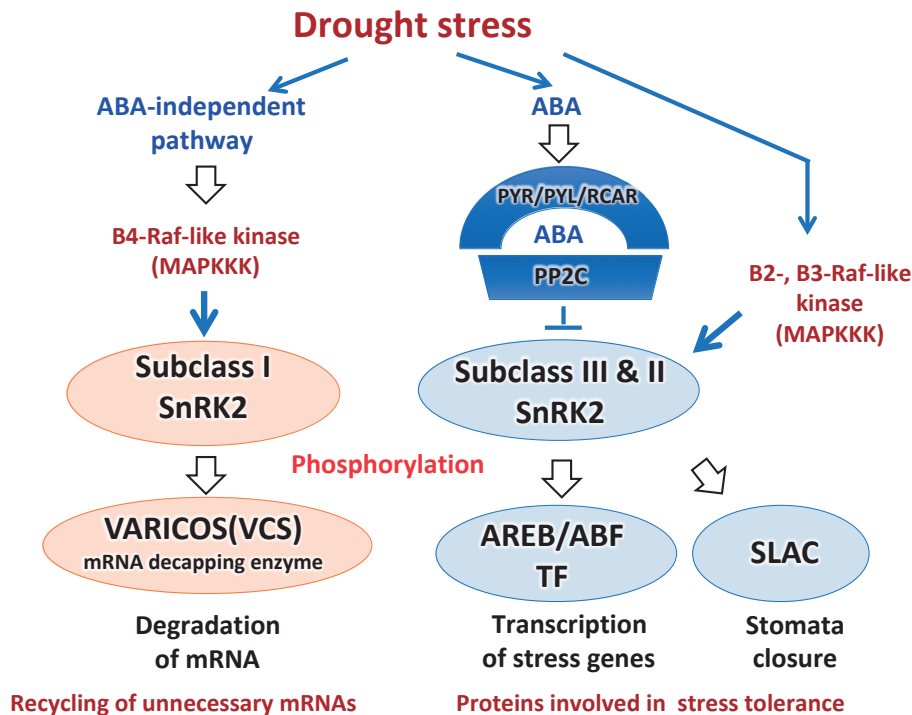 Drought stress
ABA-independent
pathway
B4-Raf-like kinase
(MAPKKK)
Subclass I
SnRK2
VARICOS(VCS)
mRNA decapping enzyme
Degradation
of mRNA
Recycling of unnecessary mRNAs
Phosphorylation
ABA
PYR/PYL/RCAR
ABA
PP2C
Subclass III & II
SnRK2
B2-, B3-Raf-like
kinase
(MAPKKK)
AREB/ABF
TF
Transcription
of stress genes
SLAC
Stomata
closure
Proteins involved in stress tolerance